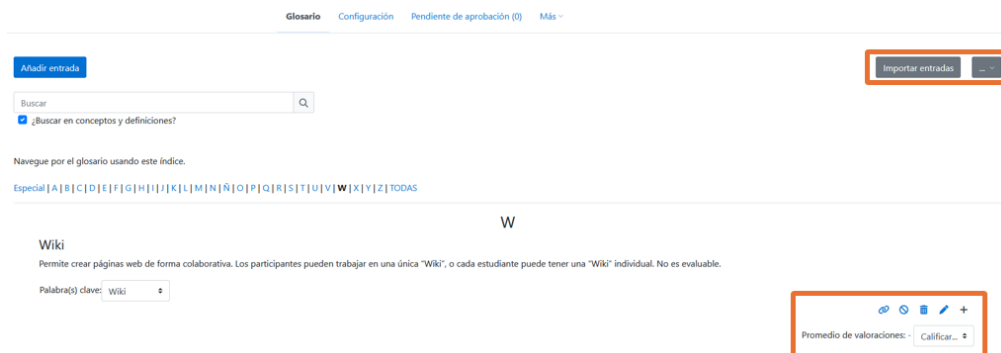 Glosario Configuración Pendiente de aprobación (0) Más
Añadir entrada Importar entradas ...
Buscar
¿Buscar en conceptos y definiciones?
Navegue por el glosario usando este índice.
Especial | A | B | C | D | E | F | G | H | I | J | K | L | M | N | Ñ | O | P | Q | R | S | T | U | V | W | X | Y | Z | TODAS
W
Wiki
Permite crear páginas web de forma colaborativa. Los participantes pueden trabajar en una única "Wiki", o cada estudiante puede tener una "Wiki" individual. No es evaluable.
Palabra(s) clave: Wiki
Promedio de valoraciones: - Calificar...